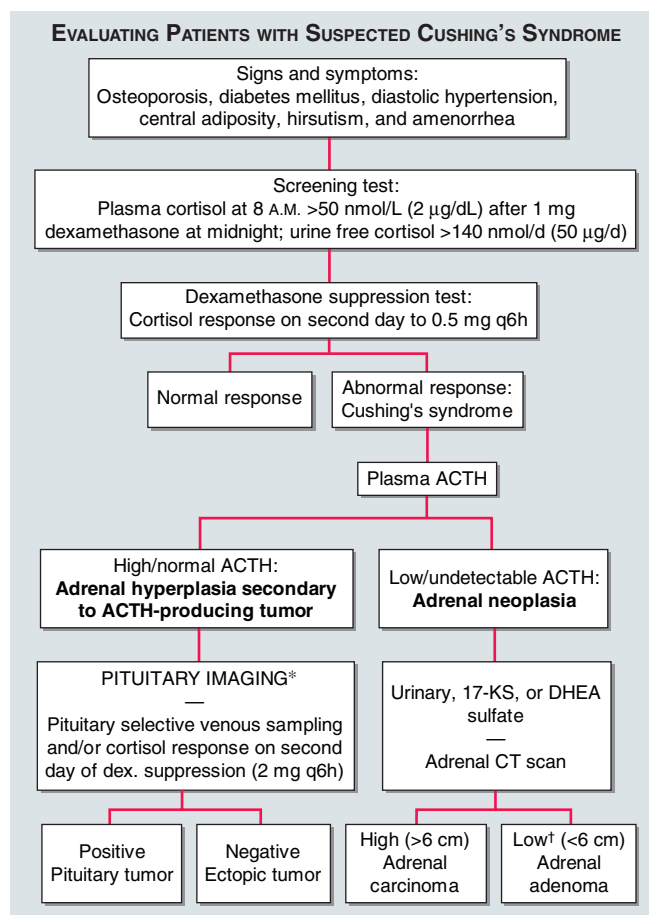 EVALUATING PATIENTS WITH SUSPECTED CUSHING'S SYNDROME
Signs and symptoms:
Osteoporosis, diabetes mellitus, diastolic hypertension,
central adiposity, hirsutism, and amenorrhea
Screening test:
Plasma cortisol at 8 A.M. >50 nmol/L (2 μg/dL) after 1 mg
dexamethasone at midnight; urine free cortisol >140 nmol/d (50 μg/d)
Dexamethasone suppression test:
Cortisol response on second day to 0.5 mg q6h
Normal response
Abnormal response:
Cushing's syndrome
Plasma ACTH
High/normal ACTH:
Adrenal hyperplasia secondary
to ACTH-producing tumor
Low/undetectable ACTH:
Adrenal neoplasia
PITUITARY IMAGING*
—
Pituitary selective venous sampling
and/or cortisol response on second
day of dex. suppression (2 mg q6h)
Urinary, 17-KS, or DHEA
sulfate
—
Adrenal CT scan
Positive
Pituitary tumor
Negative
Ectopic tumor
High (>6 cm)
Adrenal
carcinoma
Low† (<6 cm)
Adrenal
adenoma